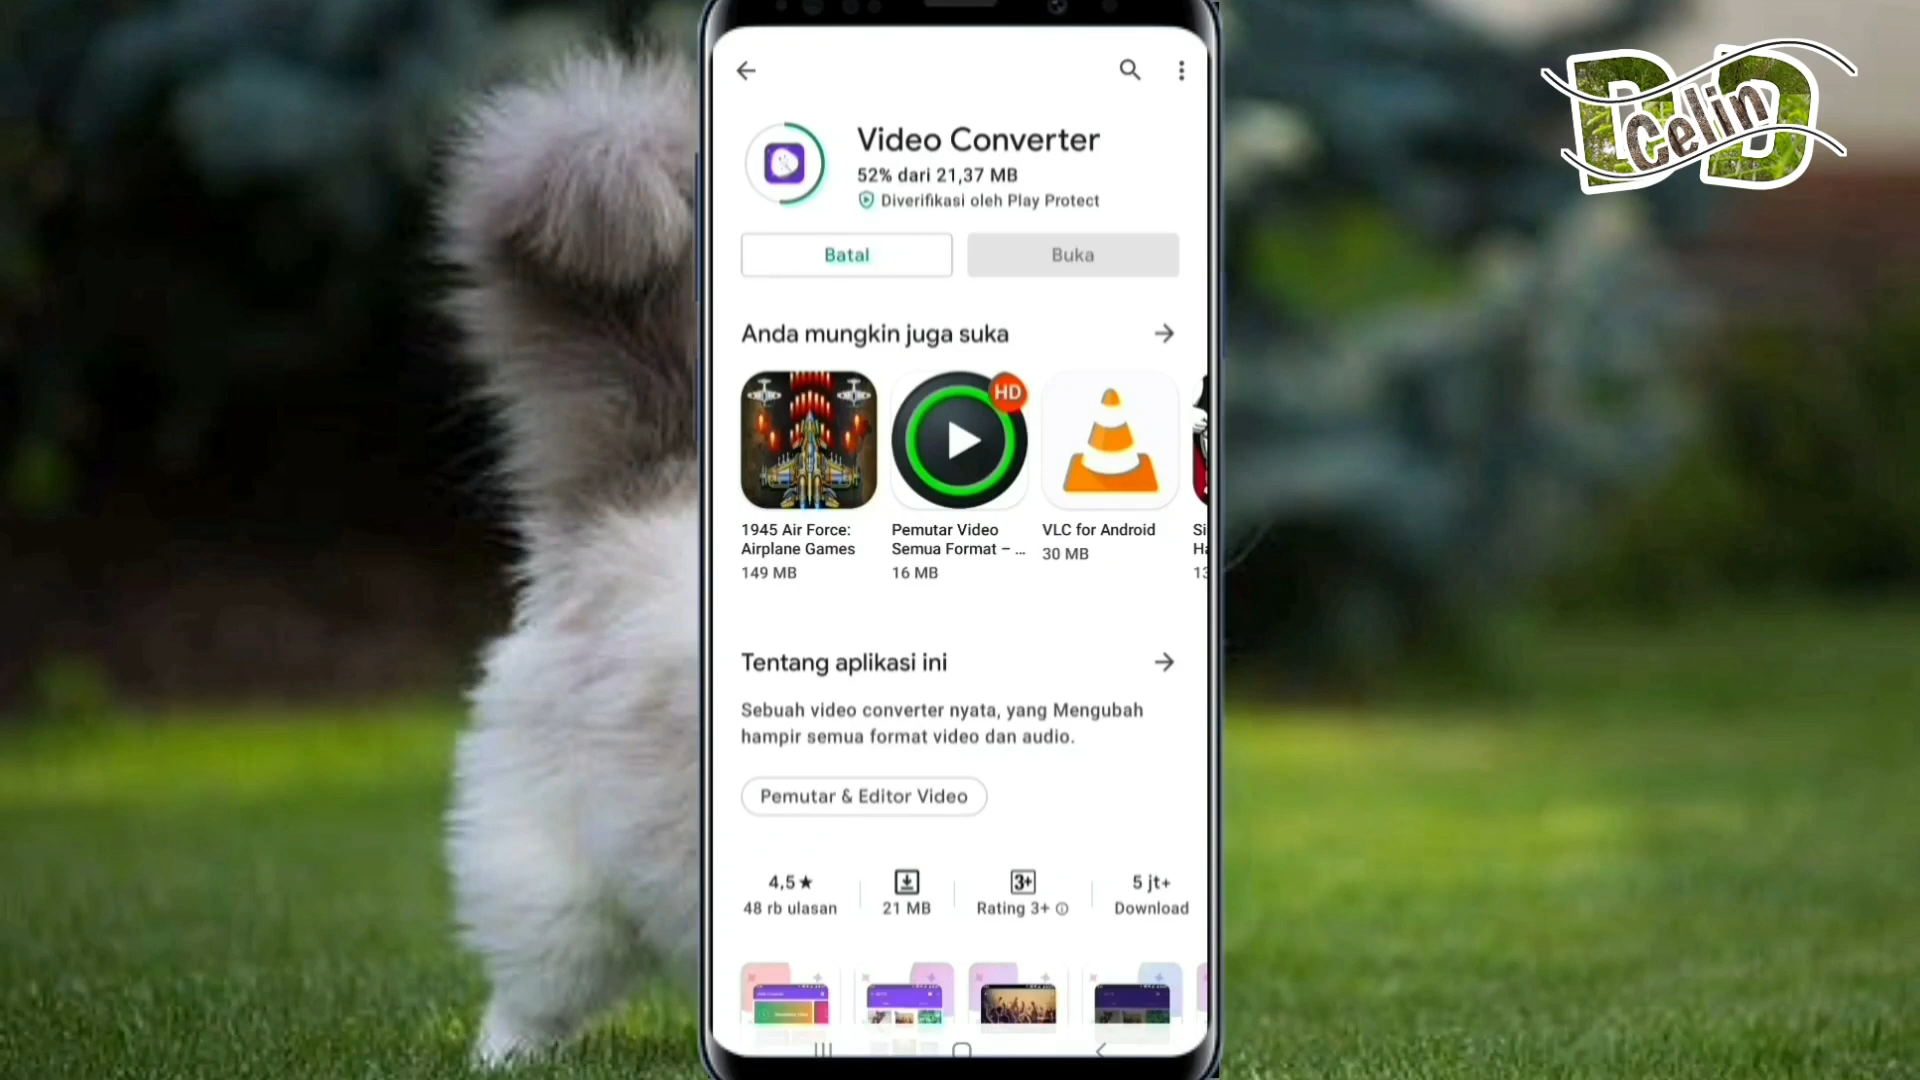 Celin
Video Converter
52% dari 21,37 MB
Diverifikasi oleh Play Protect
Batal
Buka
Anda mungkin juga suka
HD
1945 Air Force:
Airplane Games
149 MB
Pemutar Video
Semua Format – ...
16 MB
VLC for Android
30 MB
Tentang aplikasi ini
Sebuah video converter nyata, yang Mengubah
hampir semua format video dan audio.
Pemutar & Editor Video
4,5★
48 rb ulasan
21 MB
3+
Rating 3+
5 jt+
Download